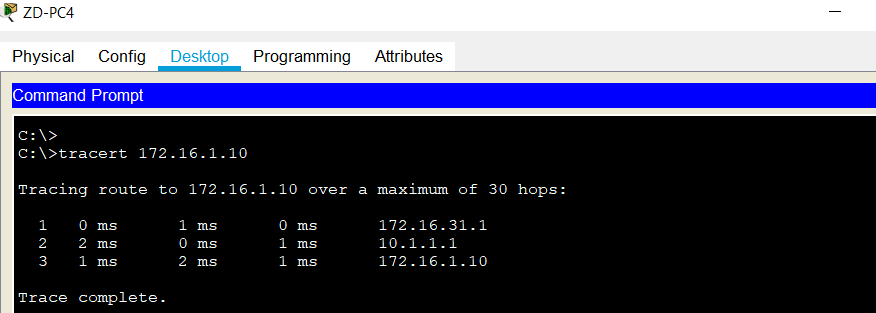 ZD-PC4
Physical Config Desktop Programming Attributes
Command Prompt
C:\>
C:\>tracert 172.16.1.10
Tracing route to 172.16.1.10 over a maximum of 30 hops:
1 0 ms 1 ms 0 ms 172.16.31.1
2 2 ms 0 ms 1 ms 10.1.1.1
3 1 ms 2 ms 1 ms 172.16.1.10
Trace complete.